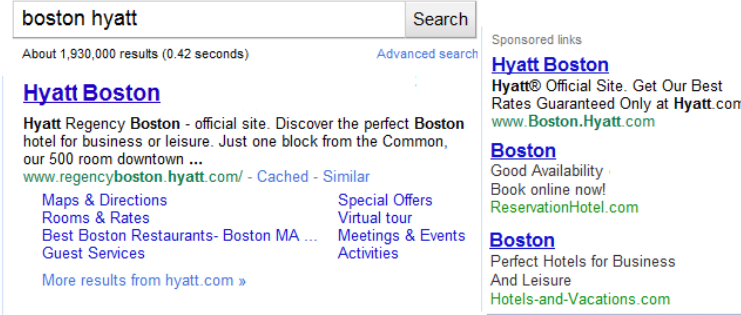 boston hyatt
Search
About 1,930,000 results (0.42 seconds)
Advanced search
Hyatt Boston
Hyatt Regency Boston - official site. Discover the perfect Boston
hotel for business or leisure. Just one block from the Common,
our 500 room downtown ...
www.regencyboston.hyatt.com/ - Cached - Similar
Maps & Directions
Rooms & Rates
Best Boston Restaurants- Boston MA ...
Guest Services
Special Offers
Virtual tour
Meetings & Events
Activities
More results from hyatt.com »
Sponsored links
Hyatt Boston
Hyatt® Official Site. Get Our Best
Rates Guaranteed Only at Hyatt.com
www.Boston.Hyatt.com
Boston
Good Availability
Book online now!
ReservationHotel.com
Boston
Perfect Hotels for Business
And Leisure
Hotels-and-Vacations.com